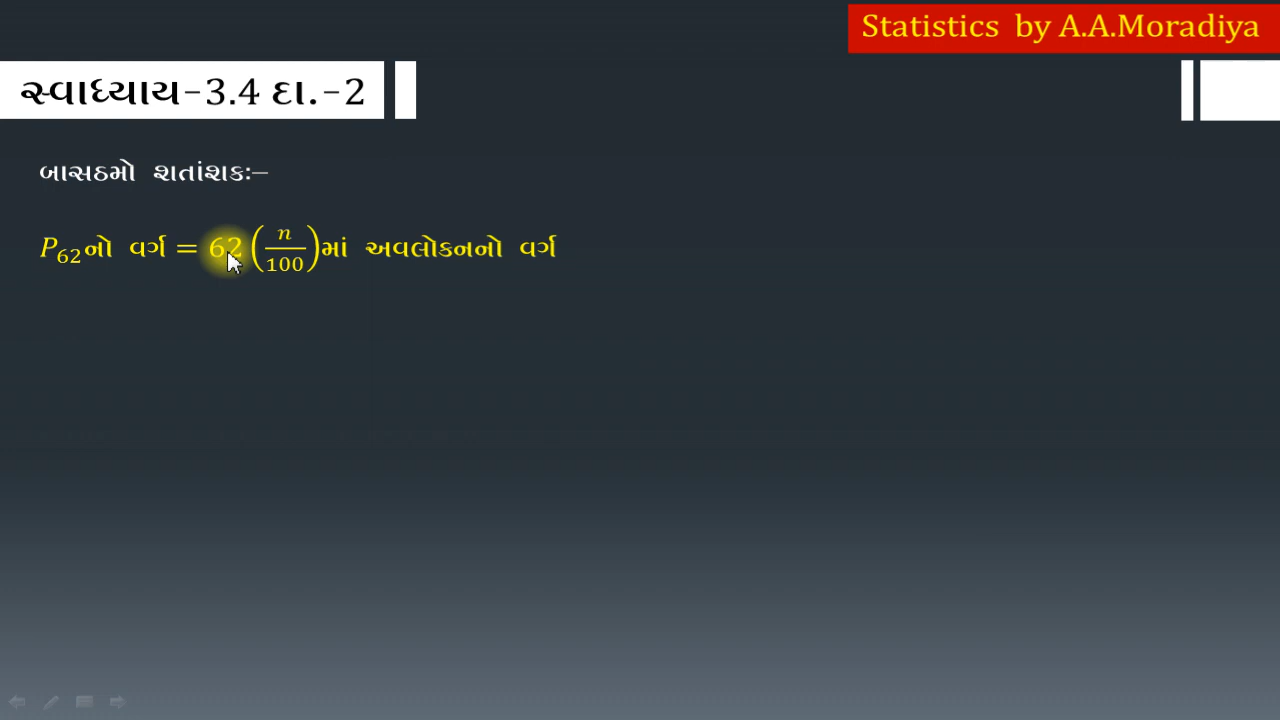 Statistics by A.A.Moradiya
સ્વાધ્યાય-3.4 દા.-2
બાસઠમો શતાંશકઃ–
P₆₂નો વર્ગ = 62 (n/100)માં અવલોકનનો વર્ગ